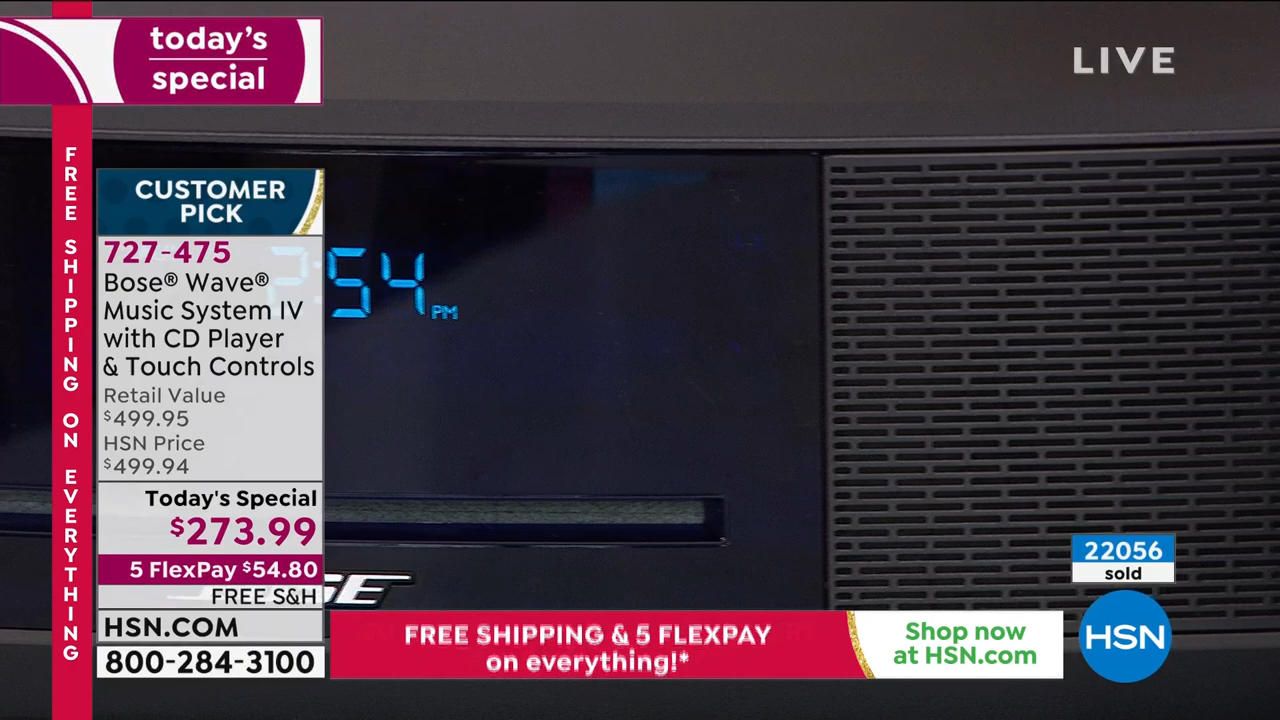 today's
special
LIVE
FREE SHIPPING ON EVERYTHING
CUSTOMER
PICK
727-475
Bose® Wave®
Music System IV
with CD Player
& Touch Controls
Retail Value
$499.95
HSN Price
$499.94
Today's Special
$273.99
5 FlexPay $54.80
FREE S&H
HSN.COM
800-284-3100
2:54 PM
22056
sold
FREE SHIPPING & 5 FLEXPAY
on everything!*
Shop now
at HSN.com
HSN